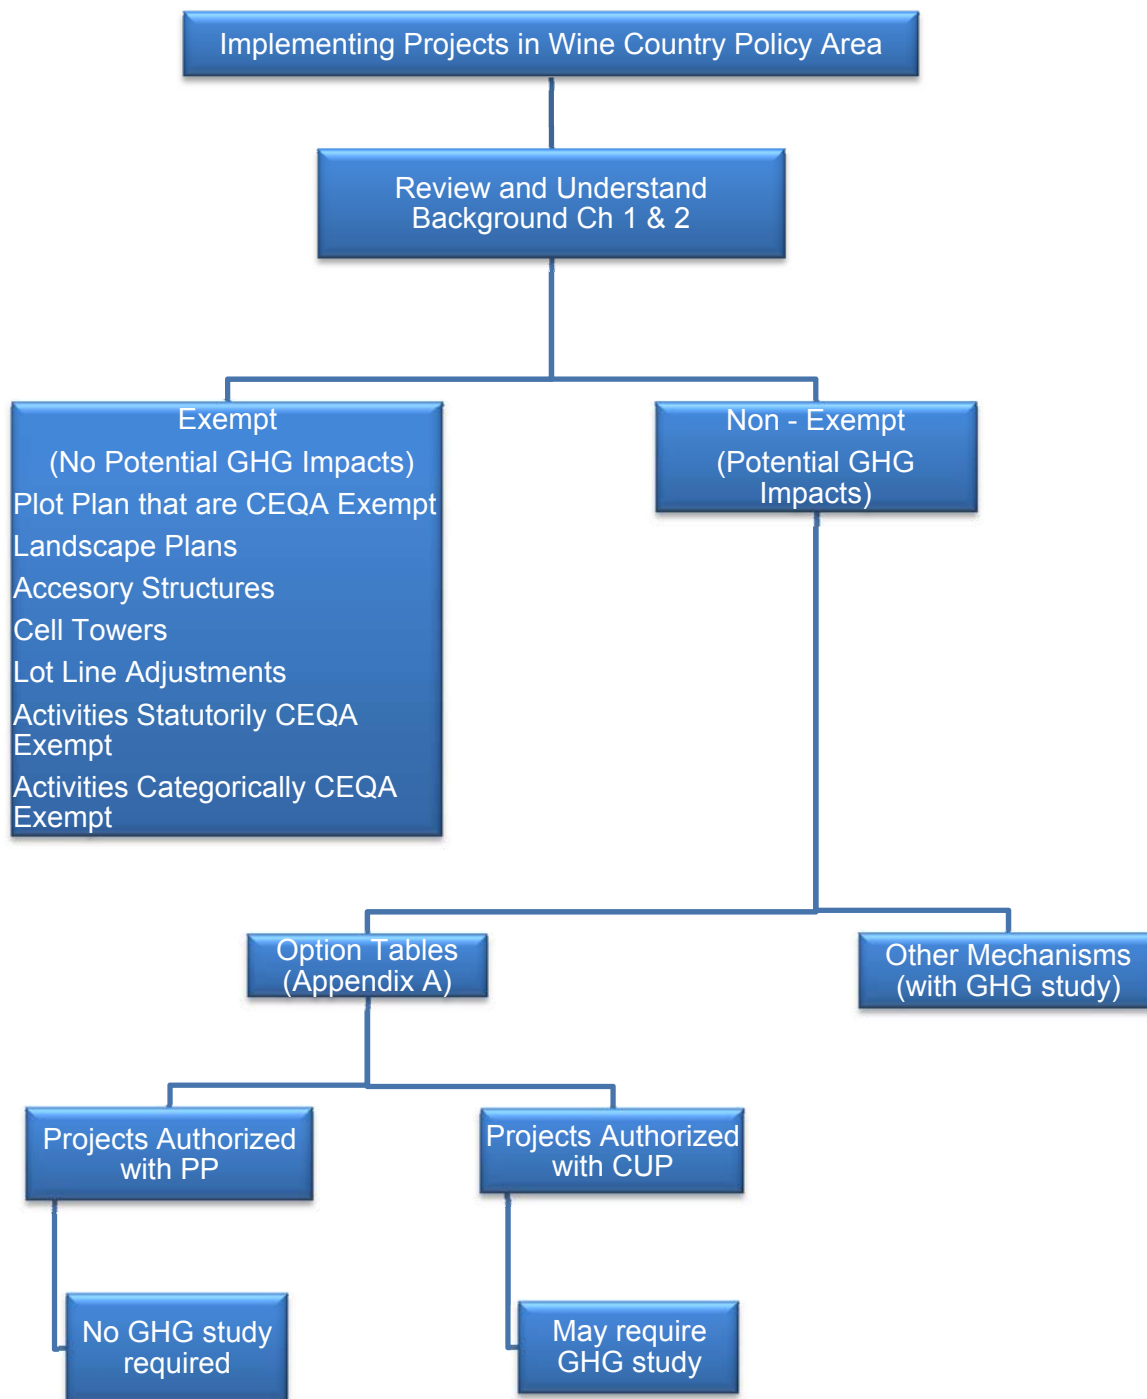 Implementing Projects in Wine Country Policy Area
Review and Understand
Background Ch 1 & 2
Exempt
(No Potential GHG Impacts)
Plot Plan that are CEQA Exempt
Landscape Plans
Accesory Structures
Cell Towers
Lot Line Adjustments
Activities Statutorily CEQA
Exempt
Activities Categorically CEQA
Exempt
Non - Exempt
(Potential GHG
Impacts)
Option Tables
(Appendix A)
Other Mechanisms
(with GHG study)
Projects Authorized
with PP
Projects Authorized
with CUP
No GHG study
required
May require
GHG study